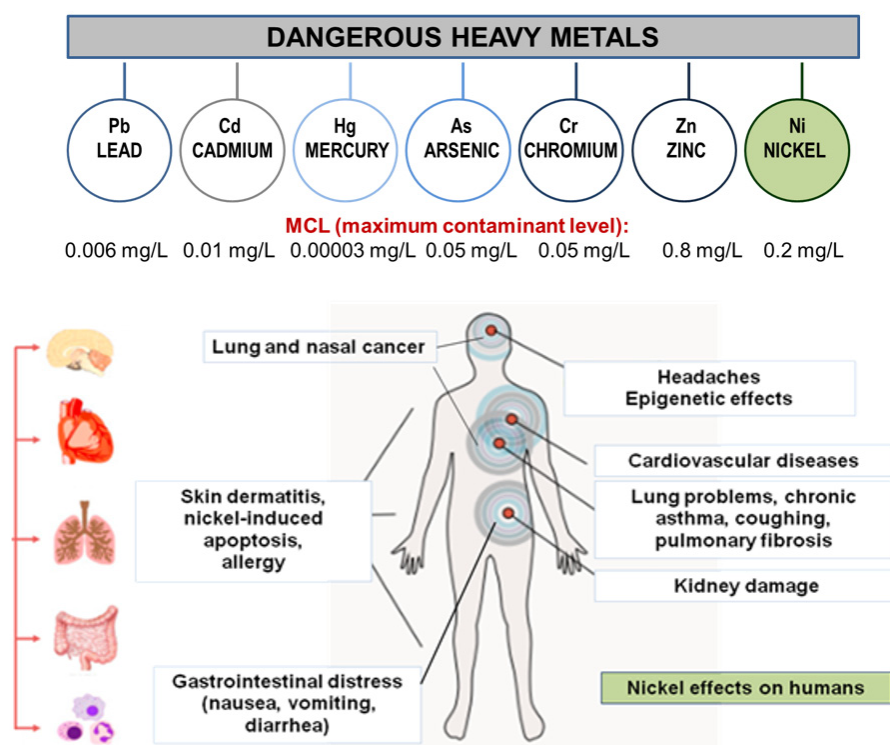 DANGEROUS HEAVY METALS
Pb
LEAD
Cd
CADMIUM
Hg
MERCURY
As
ARSENIC
Cr
CHROMIUM
Zn
ZINC
Ni
NICKEL
MCL (maximum contaminant level):
0.006 mg/L 0.01 mg/L 0.00003 mg/L 0.05 mg/L 0.05 mg/L 0.8 mg/L 0.2 mg/L
Lung and nasal cancer
Headaches
Epigenetic effects
Cardiovascular diseases
Skin dermatitis,
nickel-induced
apoptosis,
allergy
Lung problems, chronic
asthma, coughing,
pulmonary fibrosis
Kidney damage
Gastrointestinal distress
(nausea, vomiting,
diarrhea)
Nickel effects on humans